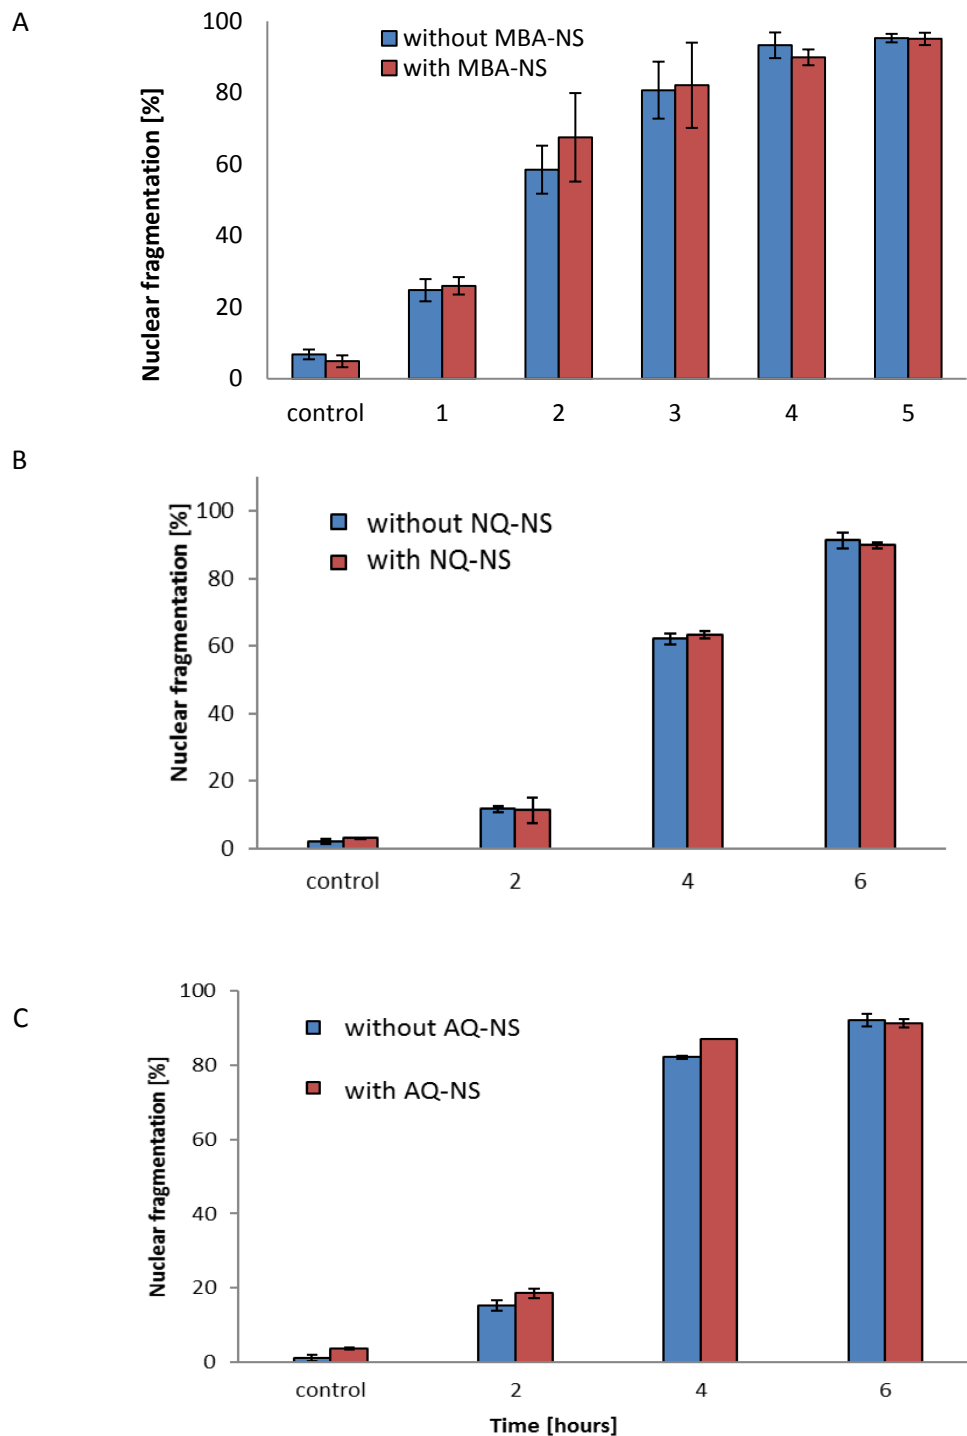 A
Nuclear fragmentation [%]
100
80
60
40
20
0
without MBA-NS
with MBA-NS
control 1 2 3 4 5
B
Nuclear fragmentation [%]
100
80
60
40
20
0
without NQ-NS
with NQ-NS
control 2 4 6
C
Nuclear fragmentation [%]
100
80
60
40
20
0
without AQ-NS
with AQ-NS
control 2 4 6
Time [hours]